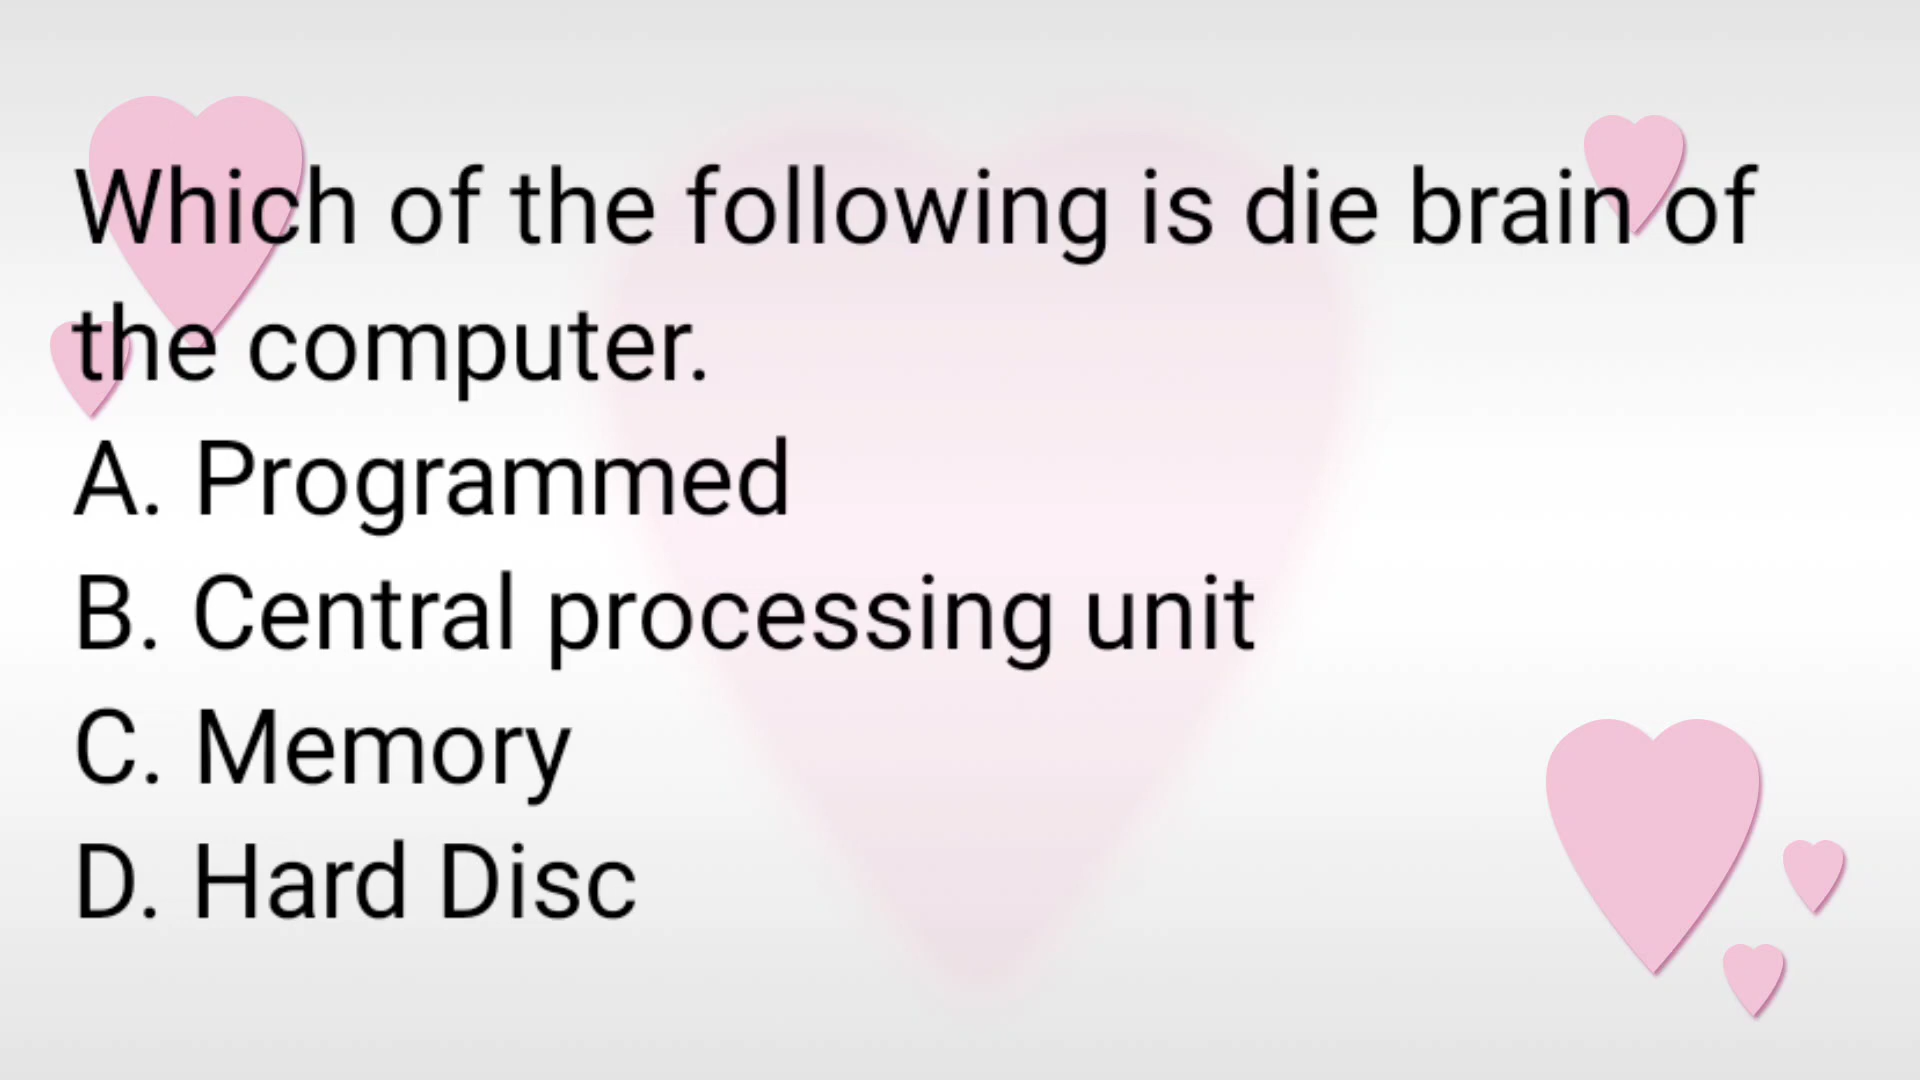 Which of the following is die brain of
the computer.
A. Programmed
B. Central processing unit
C. Memory
D. Hard Disc